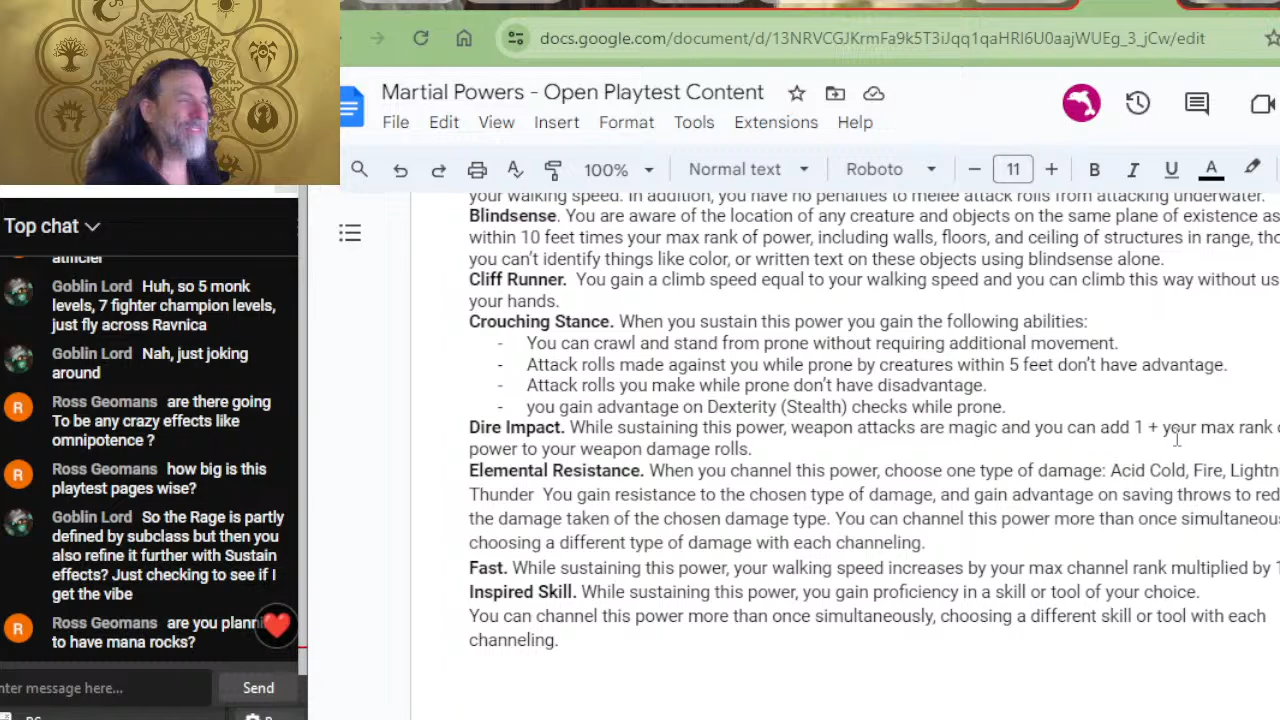 docs.google.com/document/d/13NRVCGJKrmFa9k5T3iJqq1qaHRl6U0aajWUEg_3_jCw/edit
Martial Powers - Open Playtest Content
File Edit View Insert Format Tools Extensions Help
100% Normal text Roboto - 11 + B I U A
your walking speed. In addition, you have no penalties to melee attack rolls from attacking underwater.
Blindsense. You are aware of the location of any creature and objects on the same plane of existence as
within 10 feet times your max rank of power, including walls, floors, and ceiling of structures in range, tho
you can't identify things like color, or written text on these objects using blindsense alone.
Cliff Runner. You gain a climb speed equal to your walking speed and you can climb this way without us
your hands.
Crouching Stance. When you sustain this power you gain the following abilities:
- You can crawl and stand from prone without requiring additional movement.
- Attack rolls made against you while prone by creatures within 5 feet don't have advantage.
- Attack rolls you make while prone don't have disadvantage.
- you gain advantage on Dexterity (Stealth) checks while prone.
Dire Impact. While sustaining this power, weapon attacks are magic and you can add 1 + your max rank
power to your weapon damage rolls.
Elemental Resistance. When you channel this power, choose one type of damage: Acid Cold, Fire, Lightn
Thunder You gain resistance to the chosen type of damage, and gain advantage on saving throws to red
the damage taken of the chosen damage type. You can channel this power more than once simultaneou
choosing a different type of damage with each channeling.
Fast. While sustaining this power, your walking speed increases by your max channel rank multiplied by 1
Inspired Skill. While sustaining this power, you gain proficiency in a skill or tool of your choice.
You can channel this power more than once simultaneously, choosing a different skill or tool with each
channeling.
Top chat
artificer
Goblin Lord Huh, so 5 monk
levels, 7 fighter champion levels,
just fly across Ravnica
Goblin Lord Nah, just joking
around
R Ross Geomans are there going
To be any crazy effects like
omnipotence ?
R Ross Geomans how big is this
playtest pages wise?
Goblin Lord So the Rage is partly
defined by subclass but then you
also refine it further with Sustain
effects? Just checking to see if I
get the vibe
R Ross Geomans are you planni
to have mana rocks?
nter message here... Send